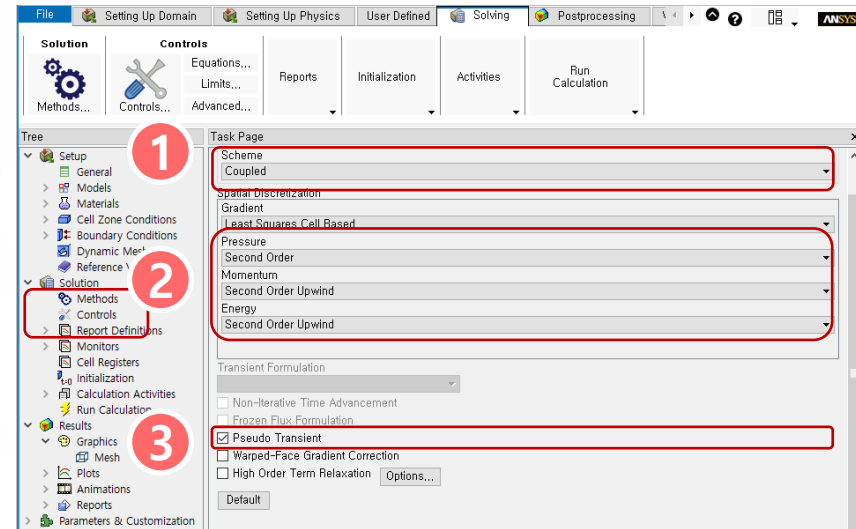 File
Setting Up Domain
Setting Up Physics
User Defined
Solving
Postprocessing
ANSYS
Solution
Controls
Methods...
Controls...
Equations...
Limits...
Advanced...
Reports
Initialization
Activities
Run
Calculation
Tree
Setup
General
Models
Materials
Cell Zone Conditions
Boundary Conditions
Dynamic Mesh
Reference V
Solution
Methods
Controls
Report Definitions
Monitors
Cell Registers
t=0 Initialization
Calculation Activities
Run Calculation
Results
Graphics
Mesh
Plots
Animations
Reports
Parameters & Customization
1
2
3
Task Page
Scheme
Coupled
Spatial Discretization
Gradient
Least Squares Cell Based
Pressure
Second Order
Momentum
Second Order Upwind
Energy
Second Order Upwind
Transient Formulation
Non-Iterative Time Advancement
Frozen Flux Formulation
Pseudo Transient
Warped-Face Gradient Correction
High Order Term Relaxation Options...
Default